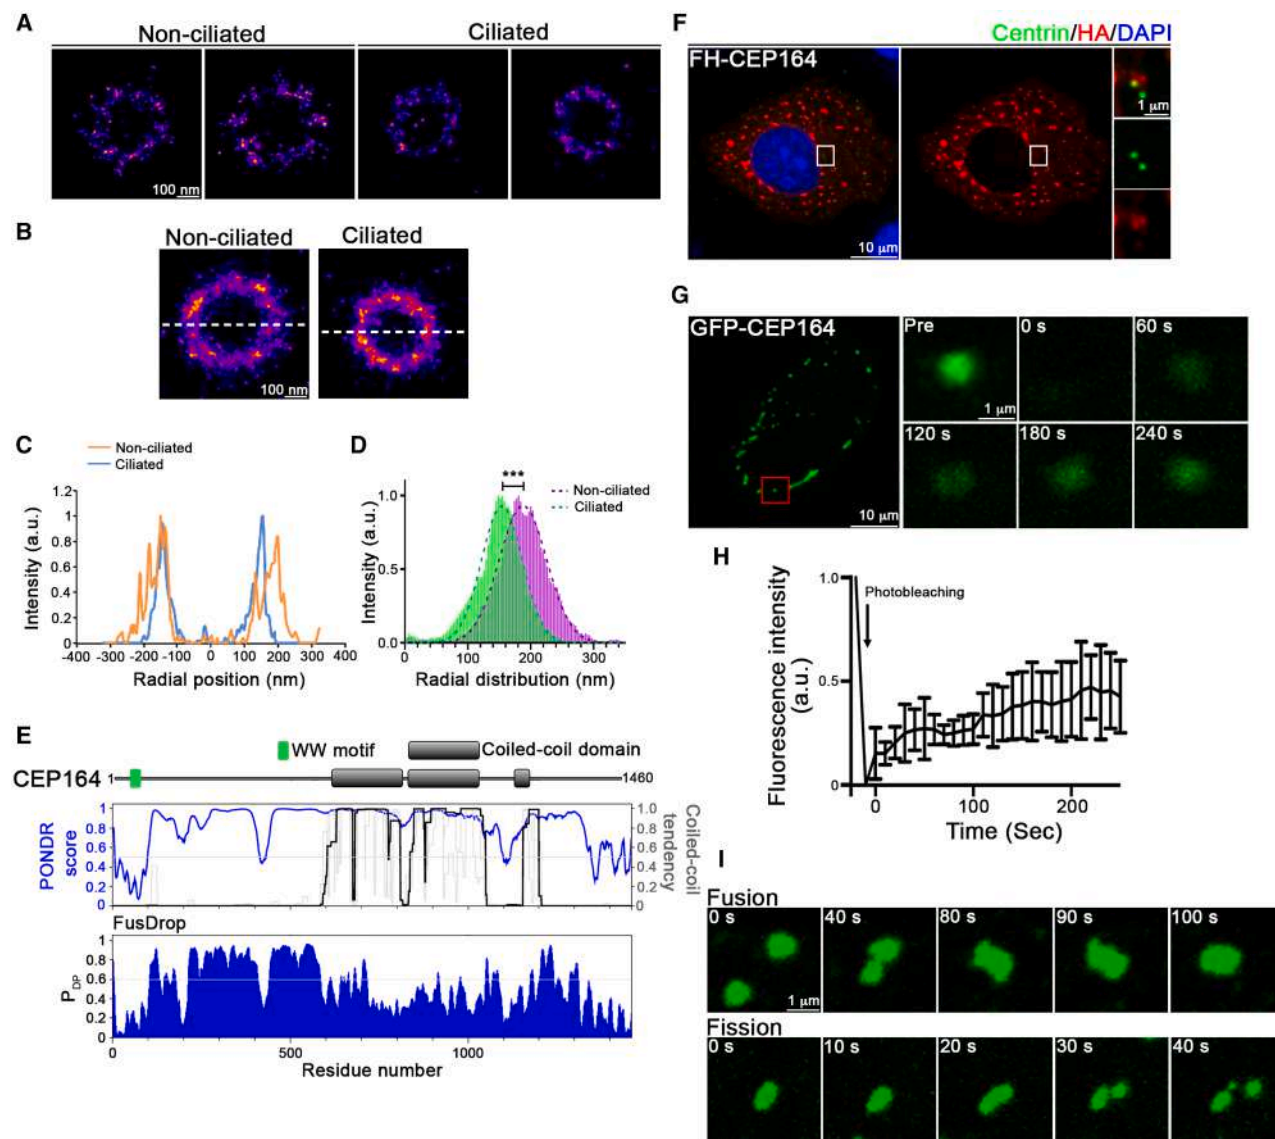 A
Non-ciliated
Ciliated
100 nm
B
Non-ciliated
Ciliated
100 nm
C
Non-ciliated
Ciliated
1.2
1
0.8
0.6
0.4
0.2
0
Intensity (a.u.)
-400 -300 -200 -100 0 100 200 300 400
Radial position (nm)
D
***
Non-ciliated
Ciliated
1.0
0.5
0.0
Intensity (a.u.)
0 100 200 300
Radial distribution (nm)
E
WW motif
Coiled-coil domain
CEP164 1
1460
1
0.8
0.6
0.4
0.2
0
PONDR
score
1.0
0.8
0.6
0.4
0.2
0
Coiled-coil
tendency
FusDrop
1
0.8
0.6
0.4
0.2
0
PDP
0 500 1000
Residue number
F
Centrin/HA/DAPI
FH-CEP164
10 μm
1 μm
G
GFP-CEP164
10 μm
Pre
0 s
60 s
1 μm
120 s
180 s
240 s
H
1.0
0.5
0
Fluorescence intensity
(a.u.)
Photobleaching
0 100 200
Time (Sec)
I
Fusion
0 s
40 s
80 s
90 s
100 s
1 μm
Fission
0 s
10 s
20 s
30 s
40 s